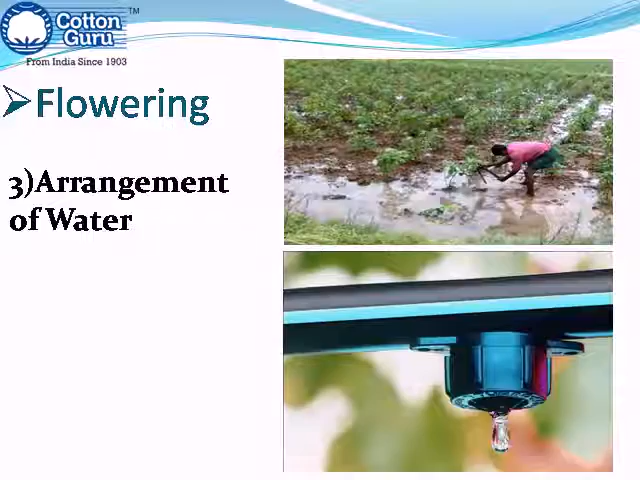 Cotton
Guru
TM
From India Since 1903
Flowering
3)Arrangement
of Water